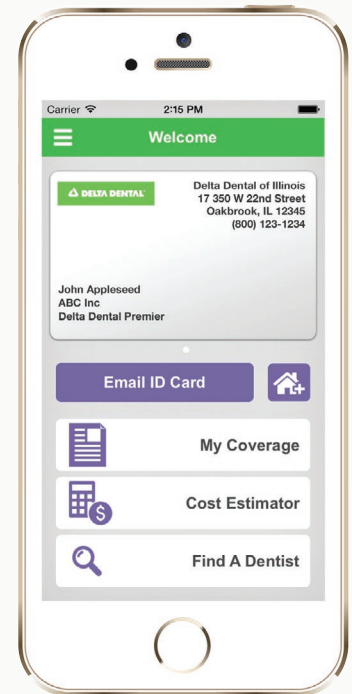 Carrier 2:15 PM
Welcome
DELTA DENTAL
Delta Dental of Illinois
17 350 W 22nd Street
Oakbrook, IL 12345
(800) 123-1234
John Appleseed
ABC Inc
Delta Dental Premier
Email ID Card
My Coverage
$
Cost Estimator
Find A Dentist